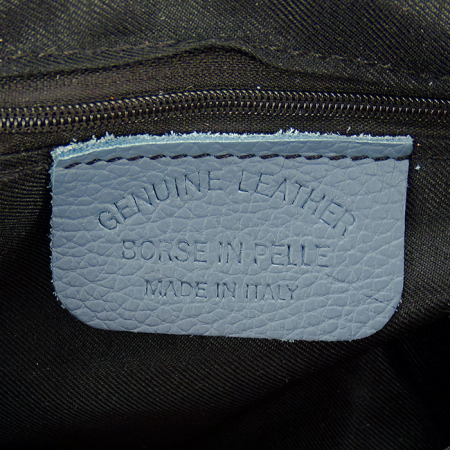 GENUINE LEATHER
BORSE IN PELLE
MADE IN ITALY